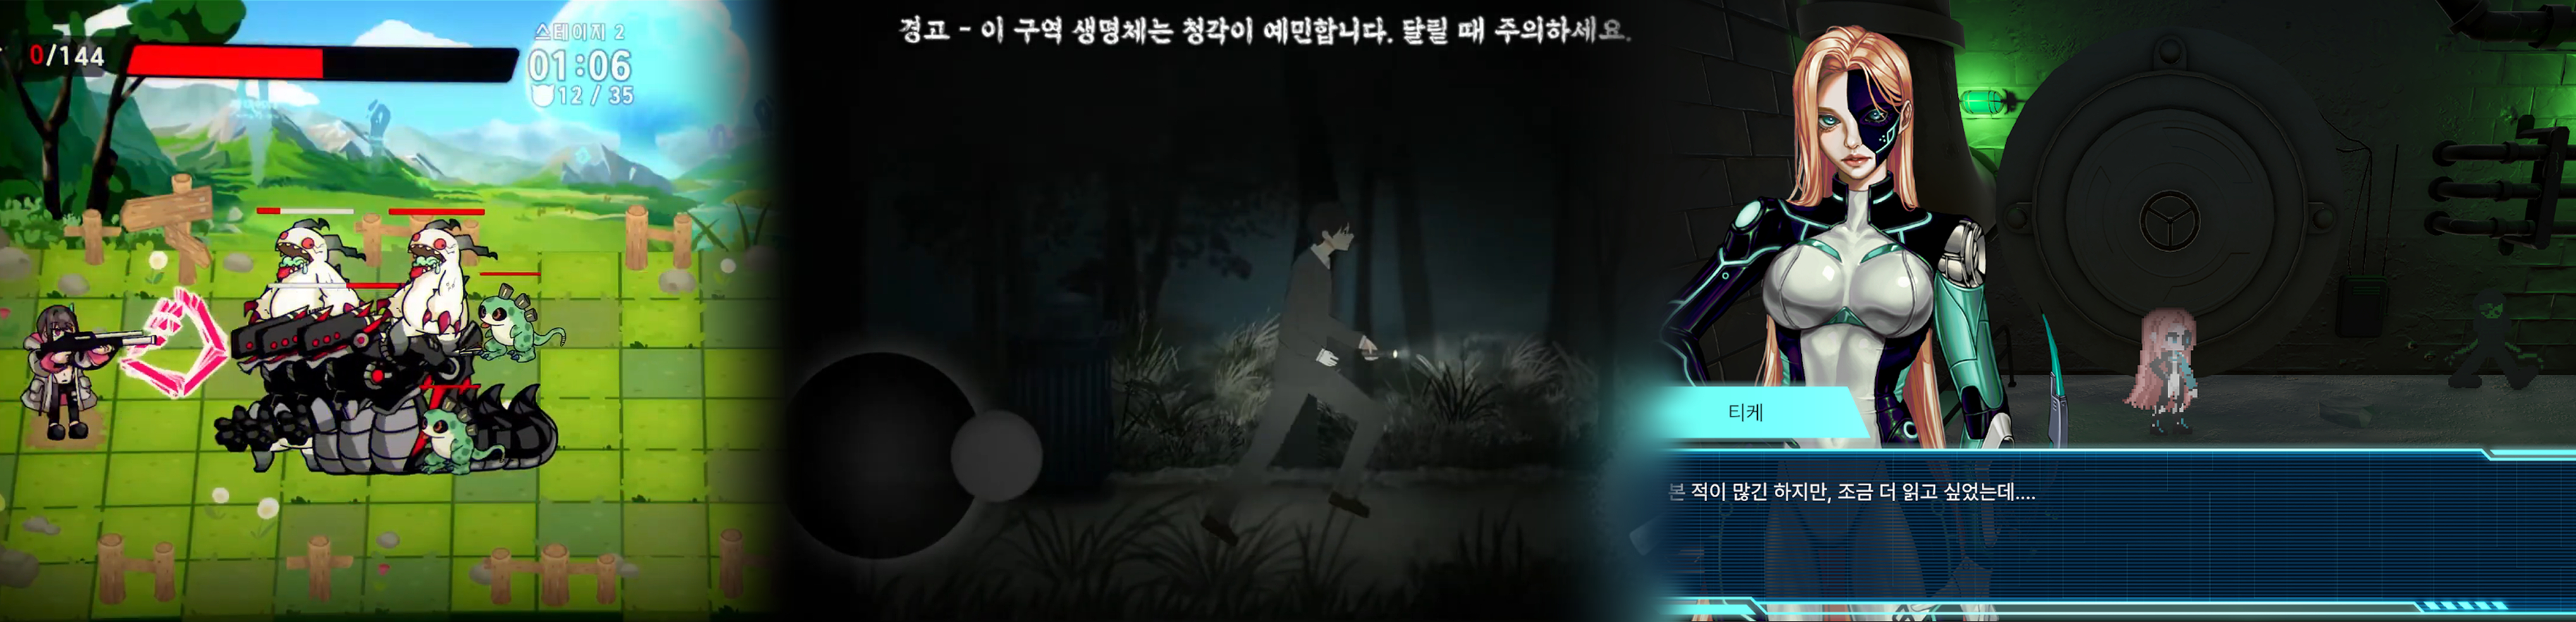 0/144
스테이지 2
01:06
12 / 35
경고 - 이 구역 생명체는 청각이 예민합니다. 달릴 때 주의하세요.
티케
본 적이 많긴 하지만, 조금 더 읽고 싶었는데....